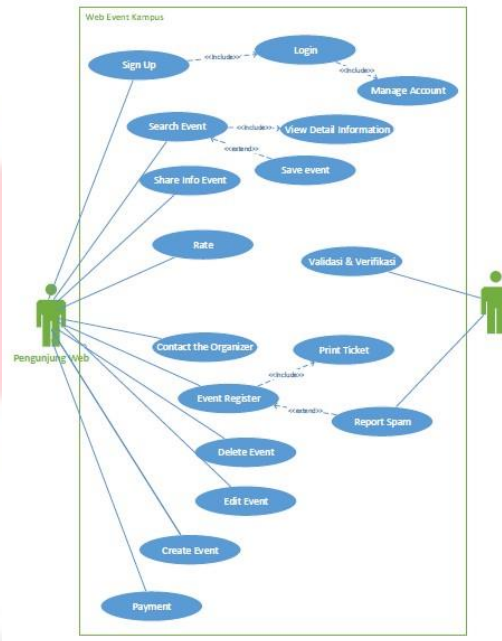 Web Event Kampus
Sign Up
<<Include>>
Login
<<Include>>
Manage Account
Search Event
<<Include>>
View Detail Information
<<extend>>
Save event
Share Info Event
Rate
Validasi & Verifikasi
Pengunjung Web
Contact the Organizer
Print Ticket
<<Include>>
Event Register
<<extend>>
Report Spam
Delete Event
Edit Event
Create Event
Payment